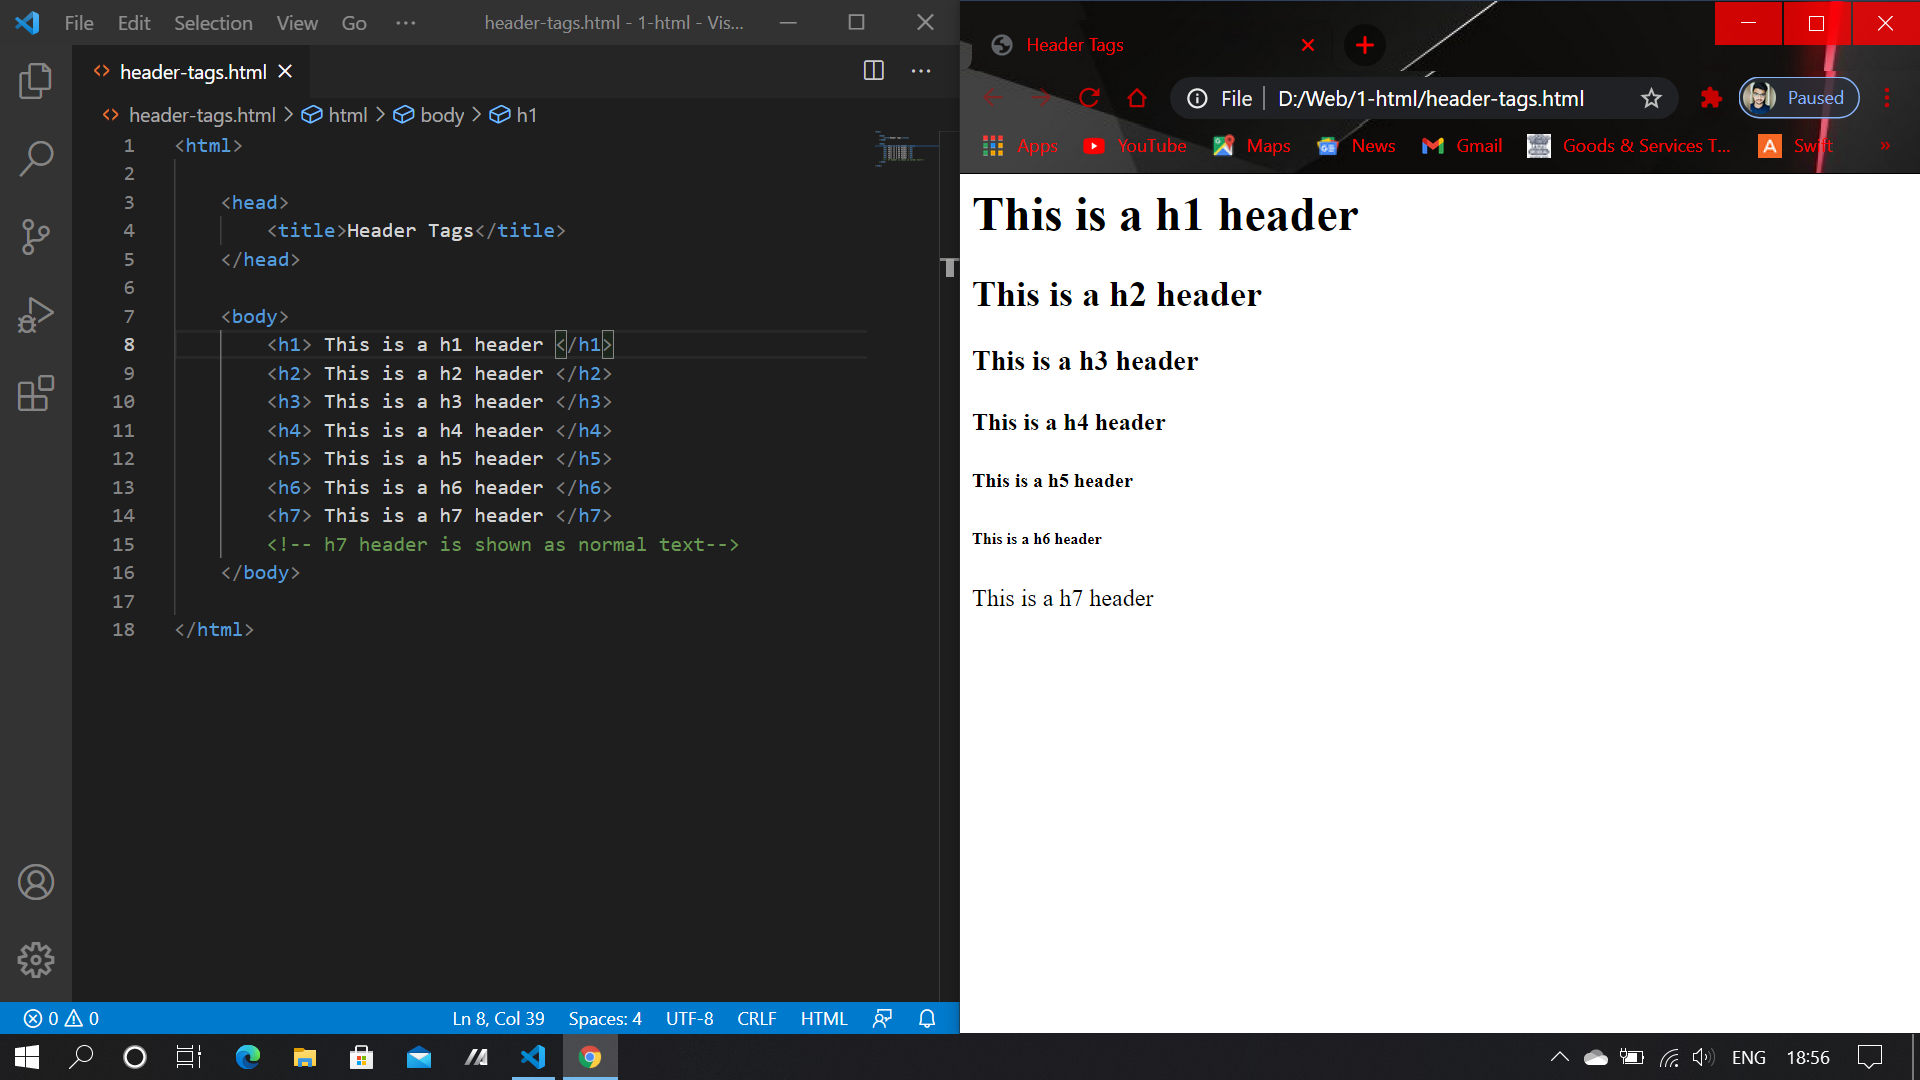 File Edit Selection View Go ··· header-tags.html - 1-html - Vis...
header-tags.html
header-tags.html > html > body > h1
1 <html>
2
3 <head>
4 <title>Header Tags</title>
5 </head>
6
7 <body>
8 <h1> This is a h1 header </h1>
9 <h2> This is a h2 header </h2>
10 <h3> This is a h3 header </h3>
11 <h4> This is a h4 header </h4>
12 <h5> This is a h5 header </h5>
13 <h6> This is a h6 header </h6>
14 <h7> This is a h7 header </h7>
15 <!-- h7 header is shown as normal text-->
16 </body>
17
18 </html>
0 0 Ln 8, Col 39 Spaces: 4 UTF-8 CRLF HTML
Header Tags
File D:/Web/1-html/header-tags.html Paused
Apps YouTube Maps News Gmail Goods & Services T... Swift »
This is a h1 header
This is a h2 header
This is a h3 header
This is a h4 header
This is a h5 header
This is a h6 header
This is a h7 header
ENG 18:56